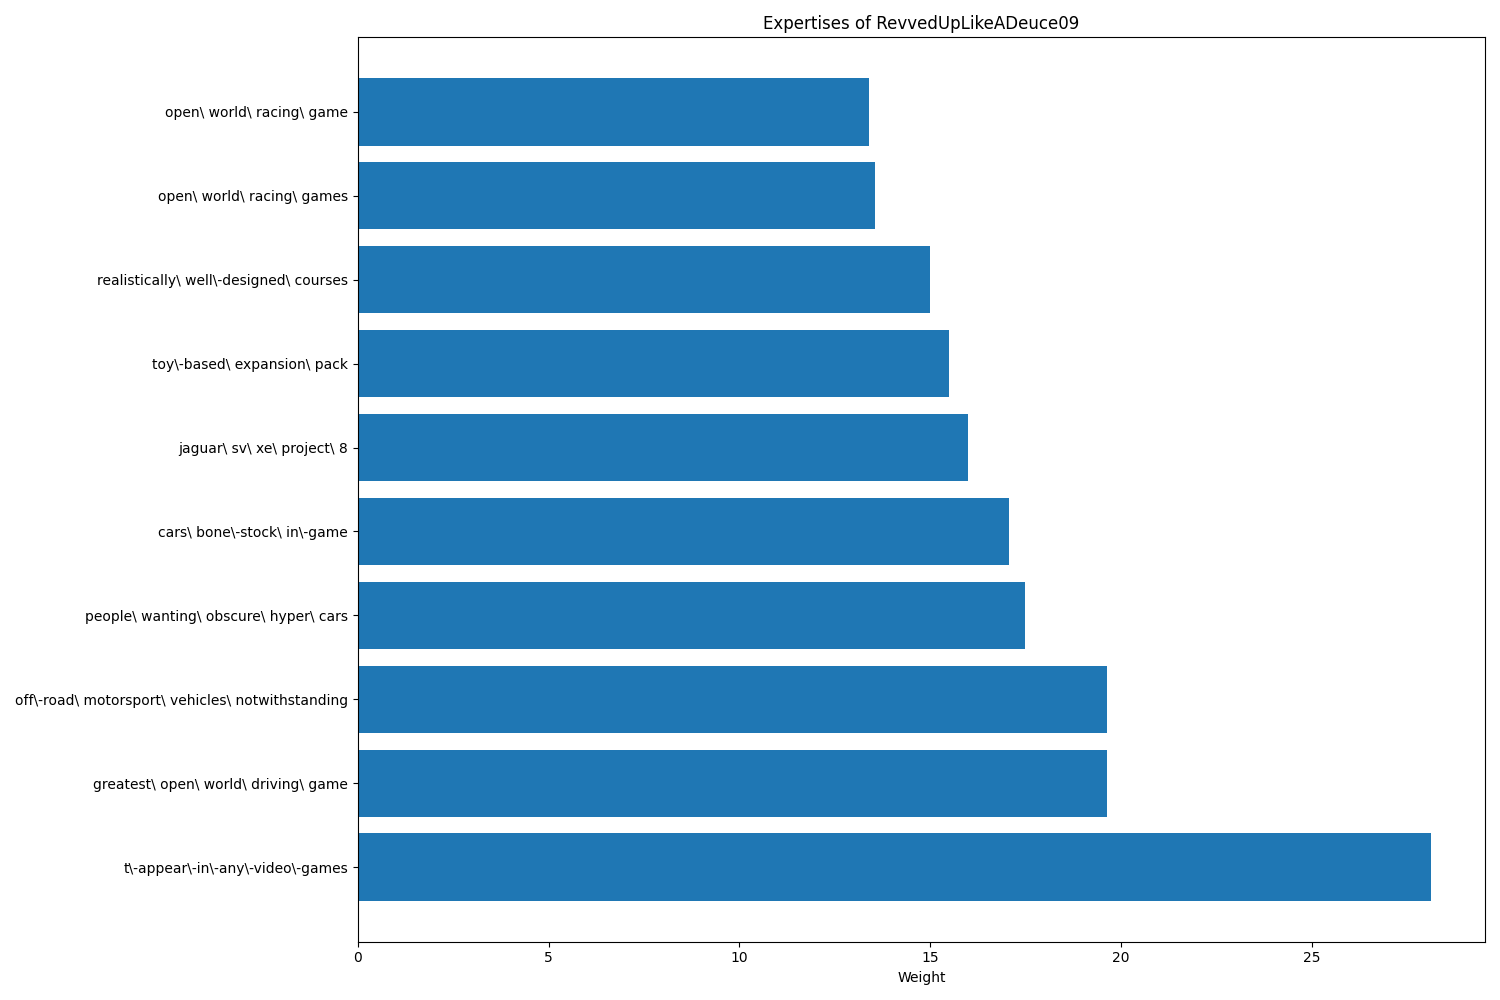 Expertises of RevvedUpLikeADeuce09
open\ world\ racing\ game
open\ world\ racing\ games
realistically\ well\-designed\ courses
toy\-based\ expansion\ pack
jaguar\ sv\ xe\ project\ 8
cars\ bone\-stock\ in\-game
people\ wanting\ obscure\ hyper\ cars
off\-road\ motorsport\ vehicles\ notwithstanding
greatest\ open\ world\ driving\ game
t\-appear\-in\-any\-video\-games
0 5 10 15 20 25
Weight